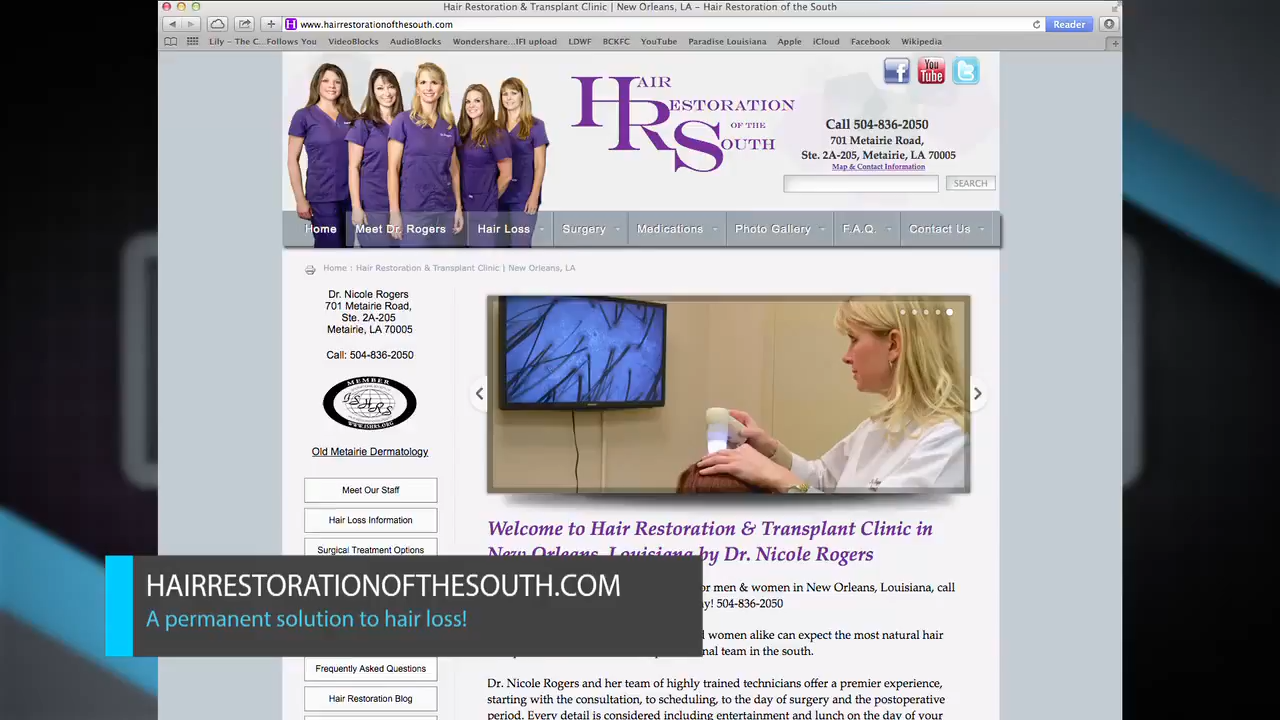 Hair Restoration & Transplant Clinic | New Orleans, LA – Hair Restoration of the South
www.hairrestorationofthesouth.com
Reader
Lily – The C...Follows You VideoBlocks AudioBlocks Wondershare...IFI upload LDWF BCKFC YouTube Paradise Louisiana Apple iCloud Facebook Wikipedia
HAIR
RESTORATION
OF THE
SOUTH
You
Tube
Call 504-836-2050
701 Metairie Road,
Ste. 2A-205, Metairie, LA 70005
Map & Contact Information
SEARCH
Home Meet Dr. Rogers Hair Loss Surgery Medications Photo Gallery F.A.Q. Contact Us
Home : Hair Restoration & Transplant Clinic | New Orleans, LA
Dr. Nicole Rogers
701 Metairie Road,
Ste. 2A-205
Metairie, LA 70005
Call: 504-836-2050
MEMBER
ISHRS
WWW.ISHRS.ORG
Old Metairie Dermatology
Meet Our Staff
Hair Loss Information
Surgical Treatment Options
Frequently Asked Questions
Hair Restoration Blog
Welcome to Hair Restoration & Transplant Clinic in
New Orleans, Louisiana by Dr. Nicole Rogers
or men & women in New Orleans, Louisiana, call
y! 504-836-2050
d women alike can expect the most natural hair
nal team in the south.
Dr. Nicole Rogers and her team of highly trained technicians offer a premier experience,
starting with the consultation, to scheduling, to the day of surgery and the postoperative
period. Every detail is considered including entertainment and lunch on the day of your
HAIRRESTORATIONOFTHESOUTH.COM
A permanent solution to hair loss!